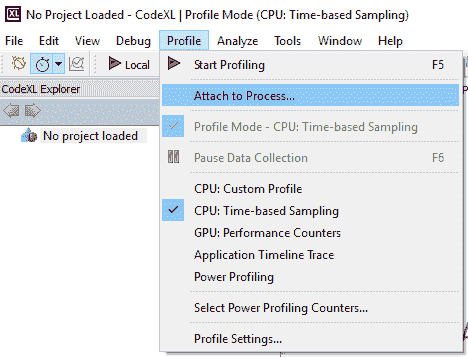 XL No Project Loaded - CodeXL | Profile Mode (CPU: Time-based Sampling)
File Edit View Debug Profile Analyze Tools Window Help
Local
Start Profiling F5
CodeXL Explorer
Attach to Process...
No project loaded
Profile Mode - CPU: Time-based Sampling
Pause Data Collection F6
CPU: Custom Profile
CPU: Time-based Sampling
GPU: Performance Counters
Application Timeline Trace
Power Profiling
Select Power Profiling Counters...
Profile Settings...